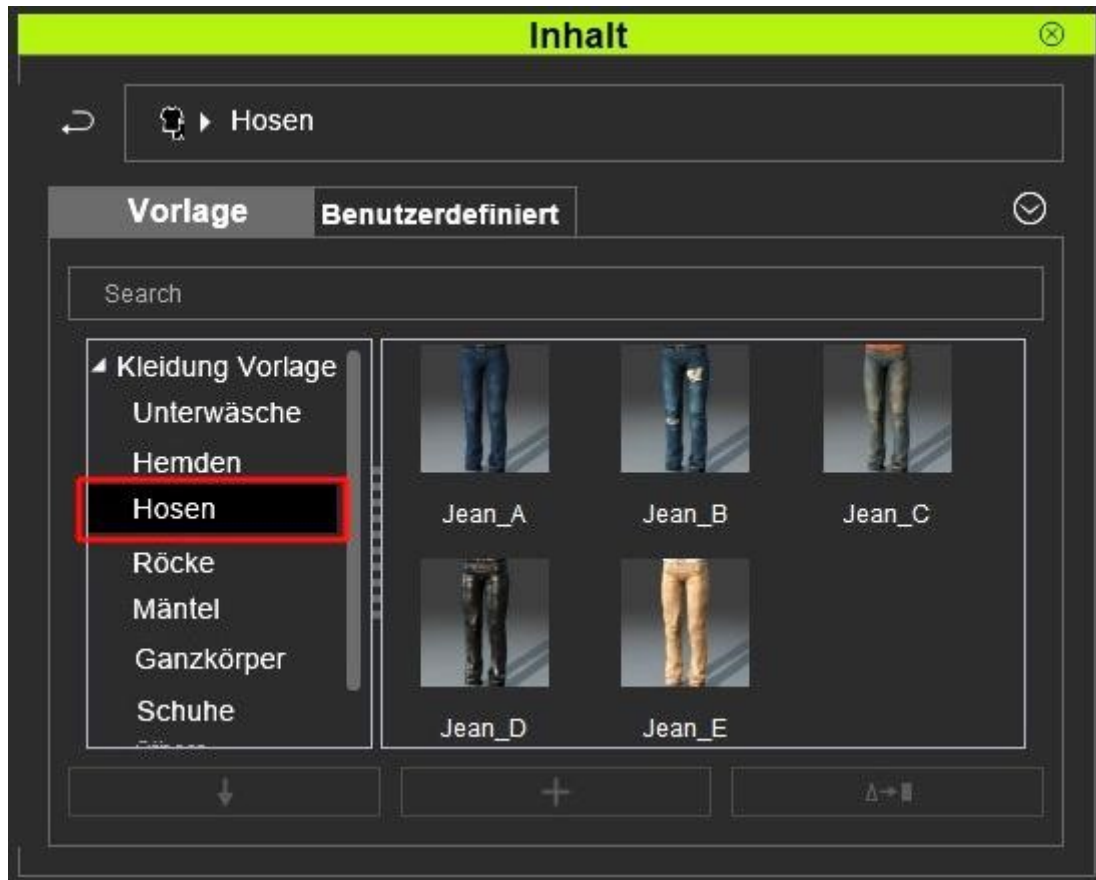 Inhalt
Hosen
Vorlage
Benutzerdefiniert
Search
Kleidung Vorlage
Unterwäsche
Hemden
Hosen
Röcke
Mäntel
Ganzkörper
Schuhe
Jean_A
Jean_B
Jean_C
Jean_D
Jean_E